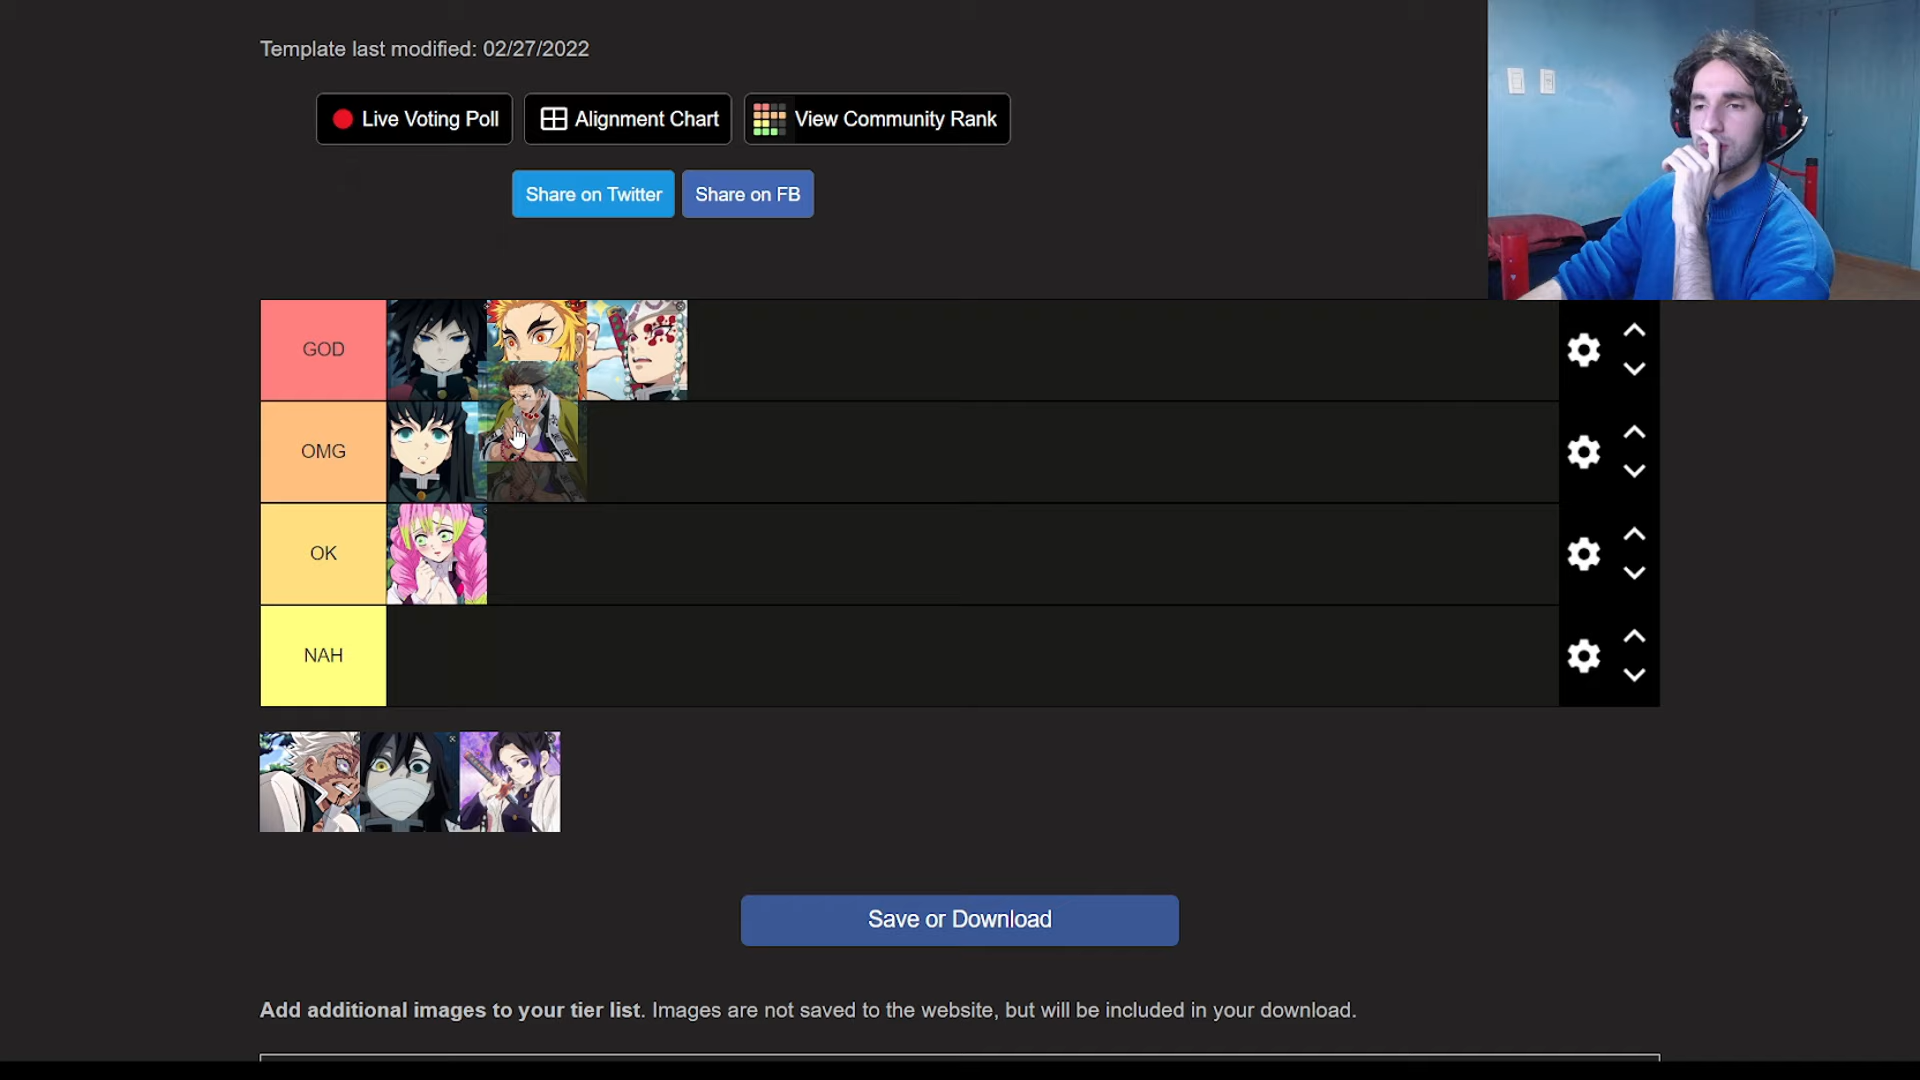 Template last modified: 02/27/2022
Live Voting Poll
Alignment Chart
View Community Rank
Share on Twitter
Share on FB
GOD
OMG
OK
NAH
Save or Download
Add additional images to your tier list. Images are not saved to the website, but will be included in your download.